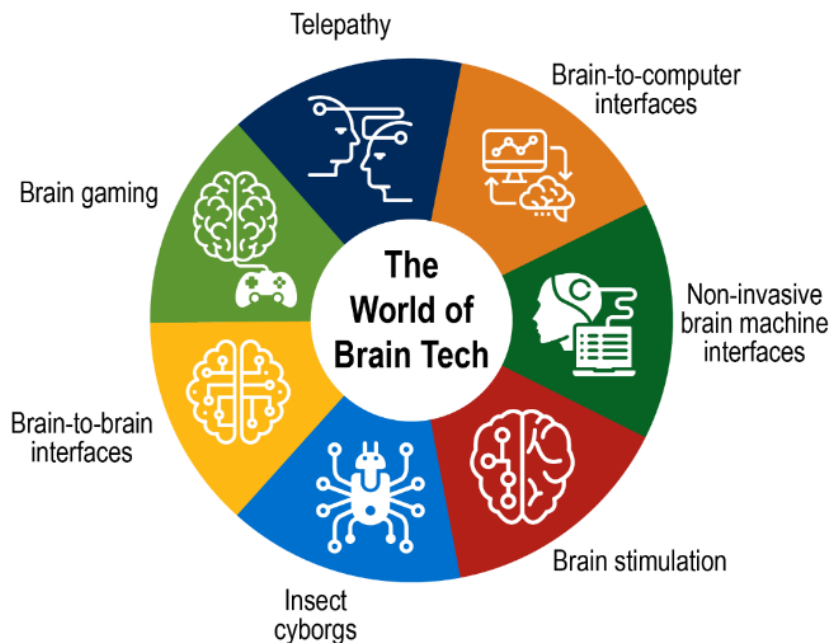 Telepathy
Brain-to-computer
interfaces
Brain gaming
The
World of
Brain Tech
Non-invasive
brain machine
interfaces
Brain-to-brain
interfaces
Brain stimulation
Insect
cyborgs